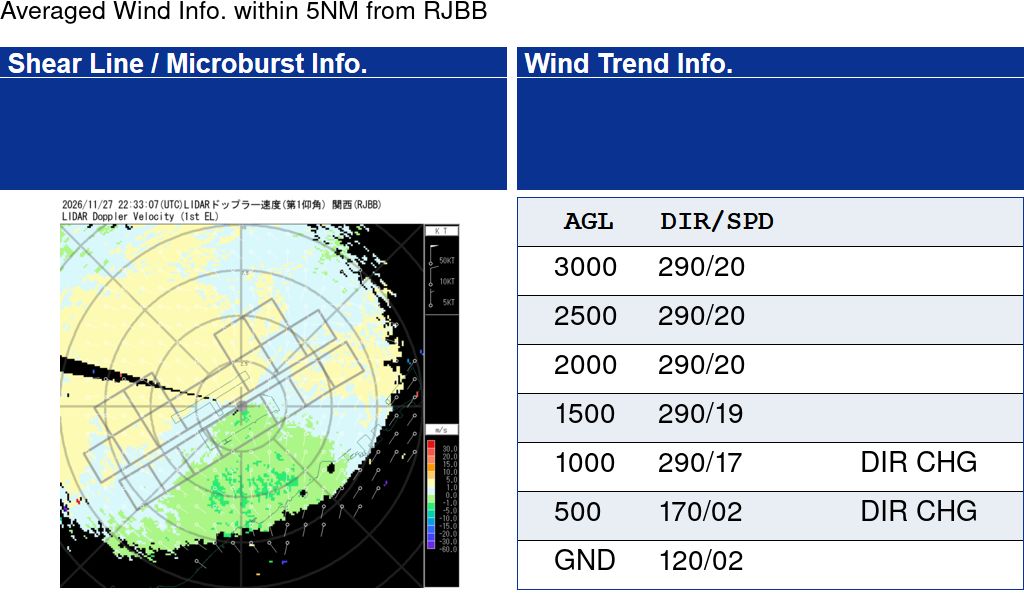 Averaged Wind Info. within 5NM from RJBB
Shear Line / Microburst Info.
Wind Trend Info.
2026/11/27 22:33:07(UTC)LIDARドップラー速度(第1仰角) 関西(RJBB)
LIDAR Doppler Velocity (1st EL)
KT
50KT
10KT
5KT
m/s
30.0
20.0
15.0
10.0
5.0
1.0
0.0
-1.0
-5.0
-10.0
-15.0
-20.0
-30.0
-60.0
AGL DIR/SPD
3000 290/20
2500 290/20
2000 290/20
1500 290/19
1000 290/17 DIR CHG
500 170/02 DIR CHG
GND 120/02